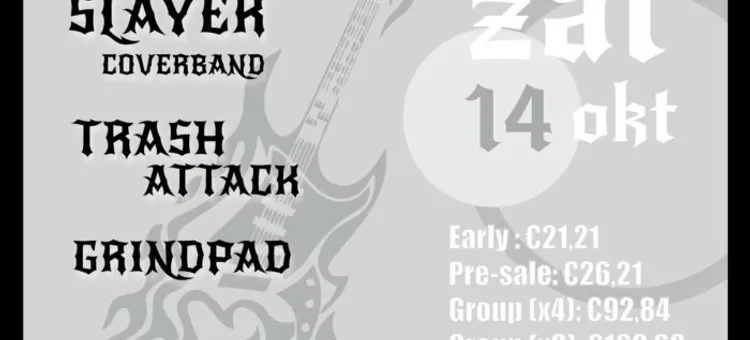 SLAYER
COVERBAND
TRASH
ATTACK
GRINDPAD
zat
14 okt
Early : €21,21
Pre-sale: €26,21
Group (x4): €92,84